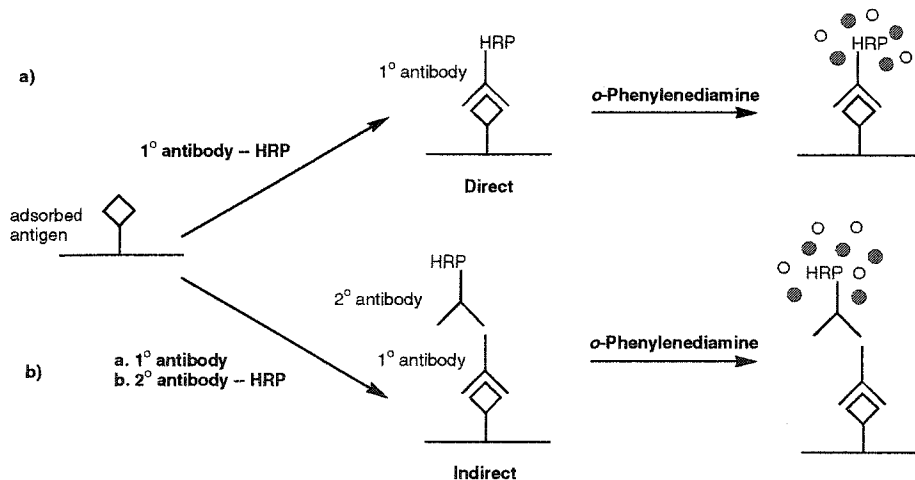 HRP
a)
1° antibody
o-Phenylenediamine
HRP
1° antibody – HRP
Direct
adsorbed
antigen
HRP
2° antibody
HRP
o-Phenylenediamine
1° antibody
b)
a. 1° antibody
b. 2° antibody – HRP
Indirect